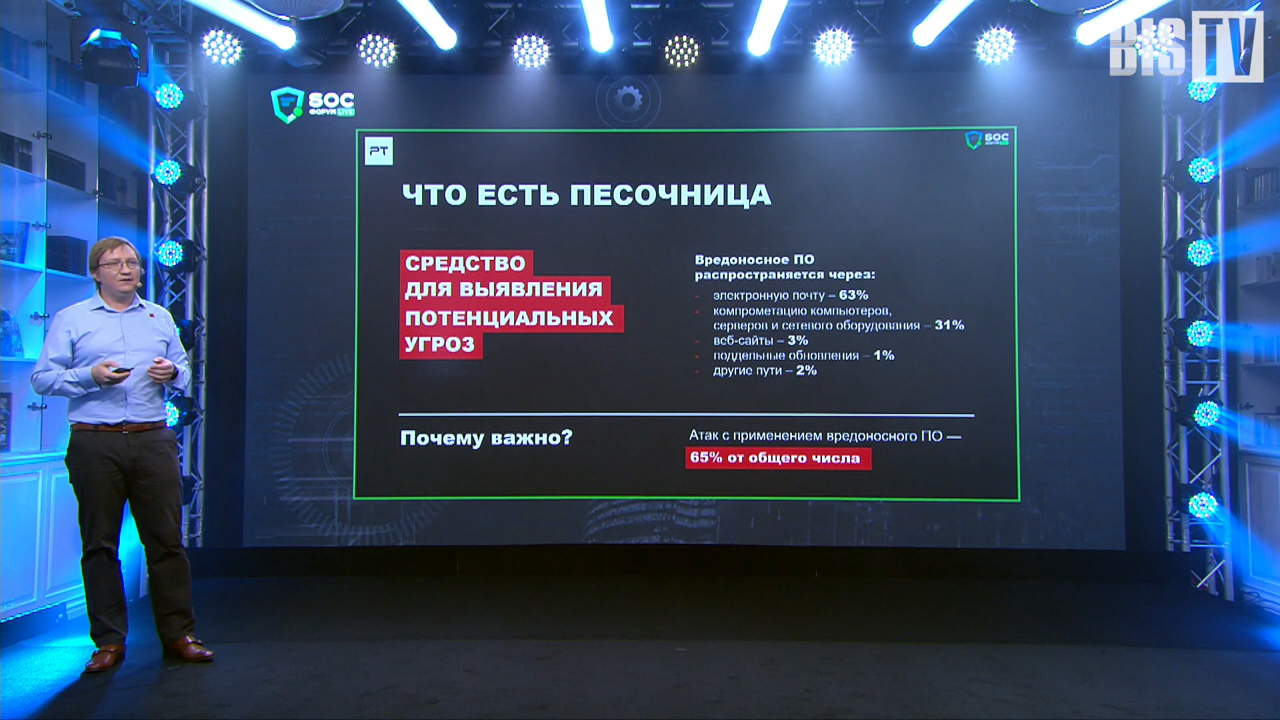 BIS TV
SOC
ФОРУМ LIVE
PT
SOC
ФОРУМ LIVE
ЧТО ЕСТЬ ПЕСОЧНИЦА
СРЕДСТВО
ДЛЯ ВЫЯВЛЕНИЯ
ПОТЕНЦИАЛЬНЫХ
УГРОЗ
Вредоносное ПО
распространяется через:
- электронную почту – 63%
- компрометацию компьютеров,
серверов и сетевого оборудования – 31%
- веб-сайты – 3%
- поддельные обновления – 1%
- другие пути – 2%
Почему важно?
Атак с применением вредоносного ПО —
65% от общего числа